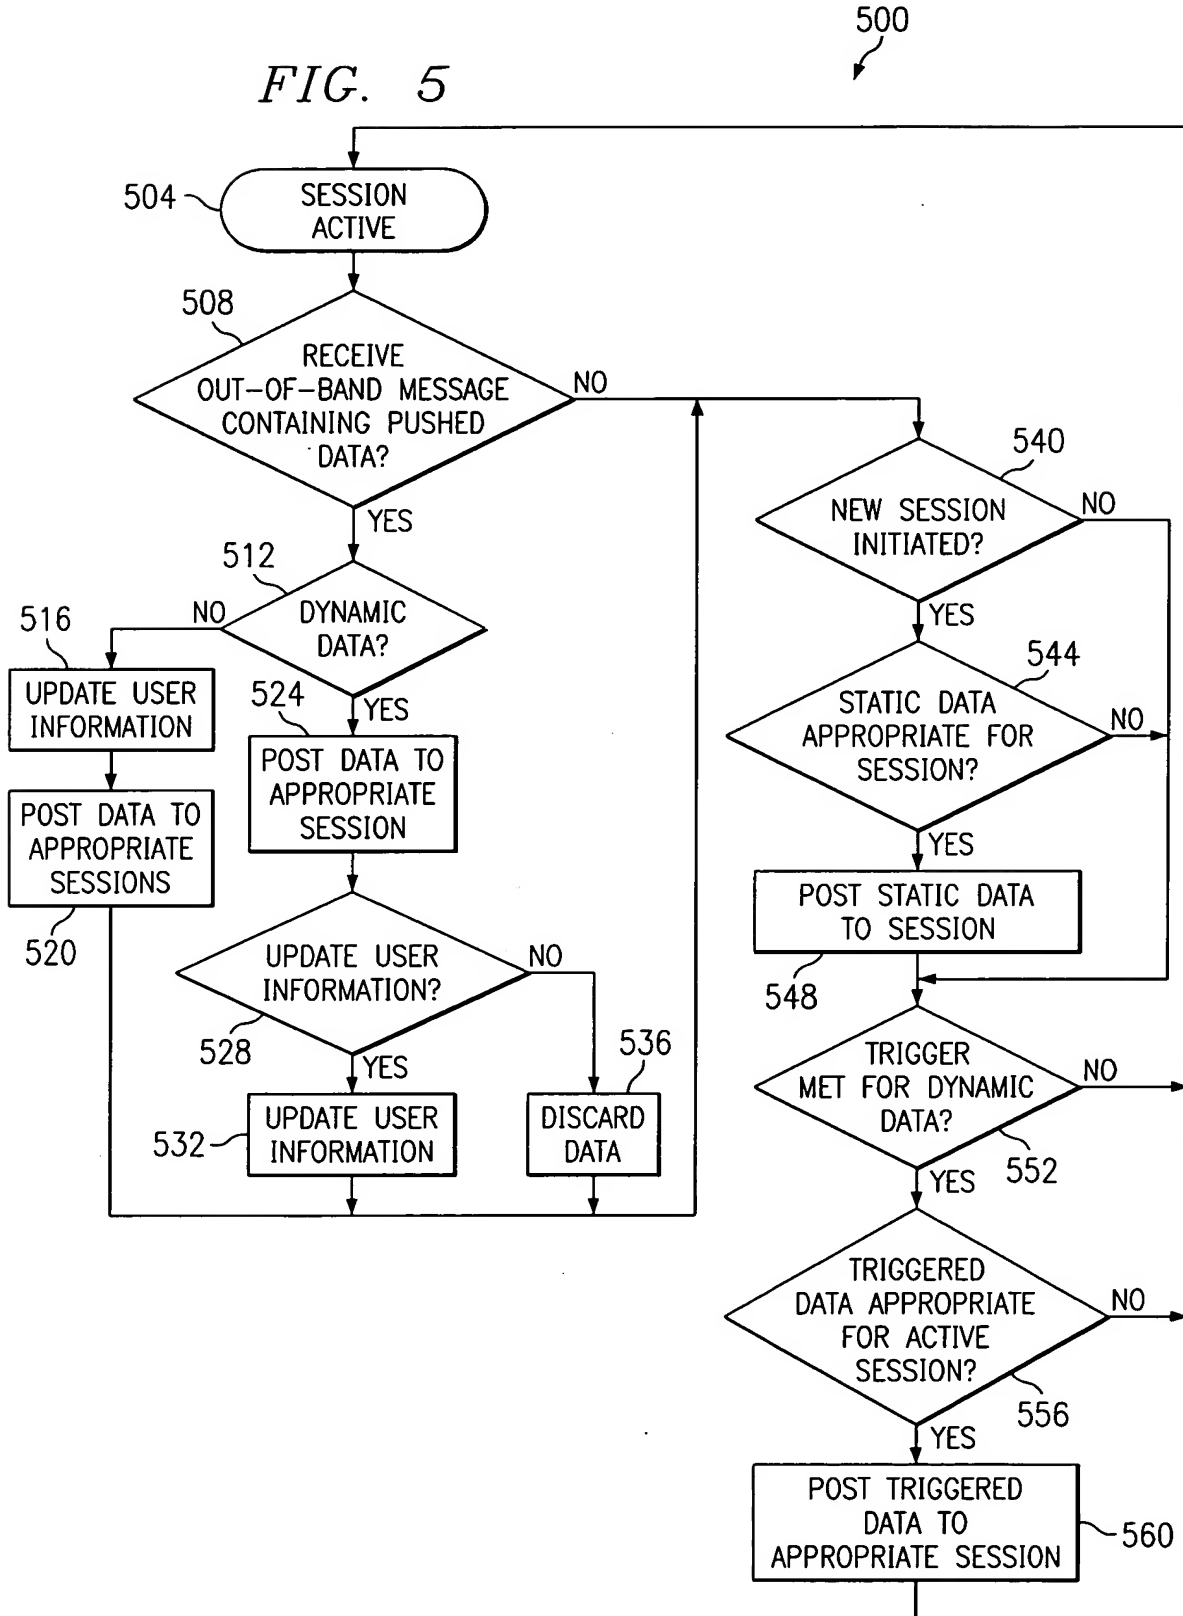 500
FIG. 5
504
SESSION
ACTIVE
508
RECEIVE
OUT-OF-BAND MESSAGE
CONTAINING PUSHED
DATA?
NO
YES
512
DYNAMIC
DATA?
NO
YES
516
UPDATE USER
INFORMATION
POST DATA TO
APPROPRIATE
SESSIONS
520
524
POST DATA TO
APPROPRIATE
SESSION
UPDATE USER
INFORMATION?
528
NO
YES
532
UPDATE USER
INFORMATION
536
DISCARD
DATA
540
NEW SESSION
INITIATED?
NO
YES
544
STATIC DATA
APPROPRIATE FOR
SESSION?
NO
YES
POST STATIC DATA
TO SESSION
548
TRIGGER
MET FOR DYNAMIC
DATA?
NO
552
YES
TRIGGERED
DATA APPROPRIATE
FOR ACTIVE
SESSION?
NO
556
YES
POST TRIGGERED
DATA TO
APPROPRIATE SESSION
560